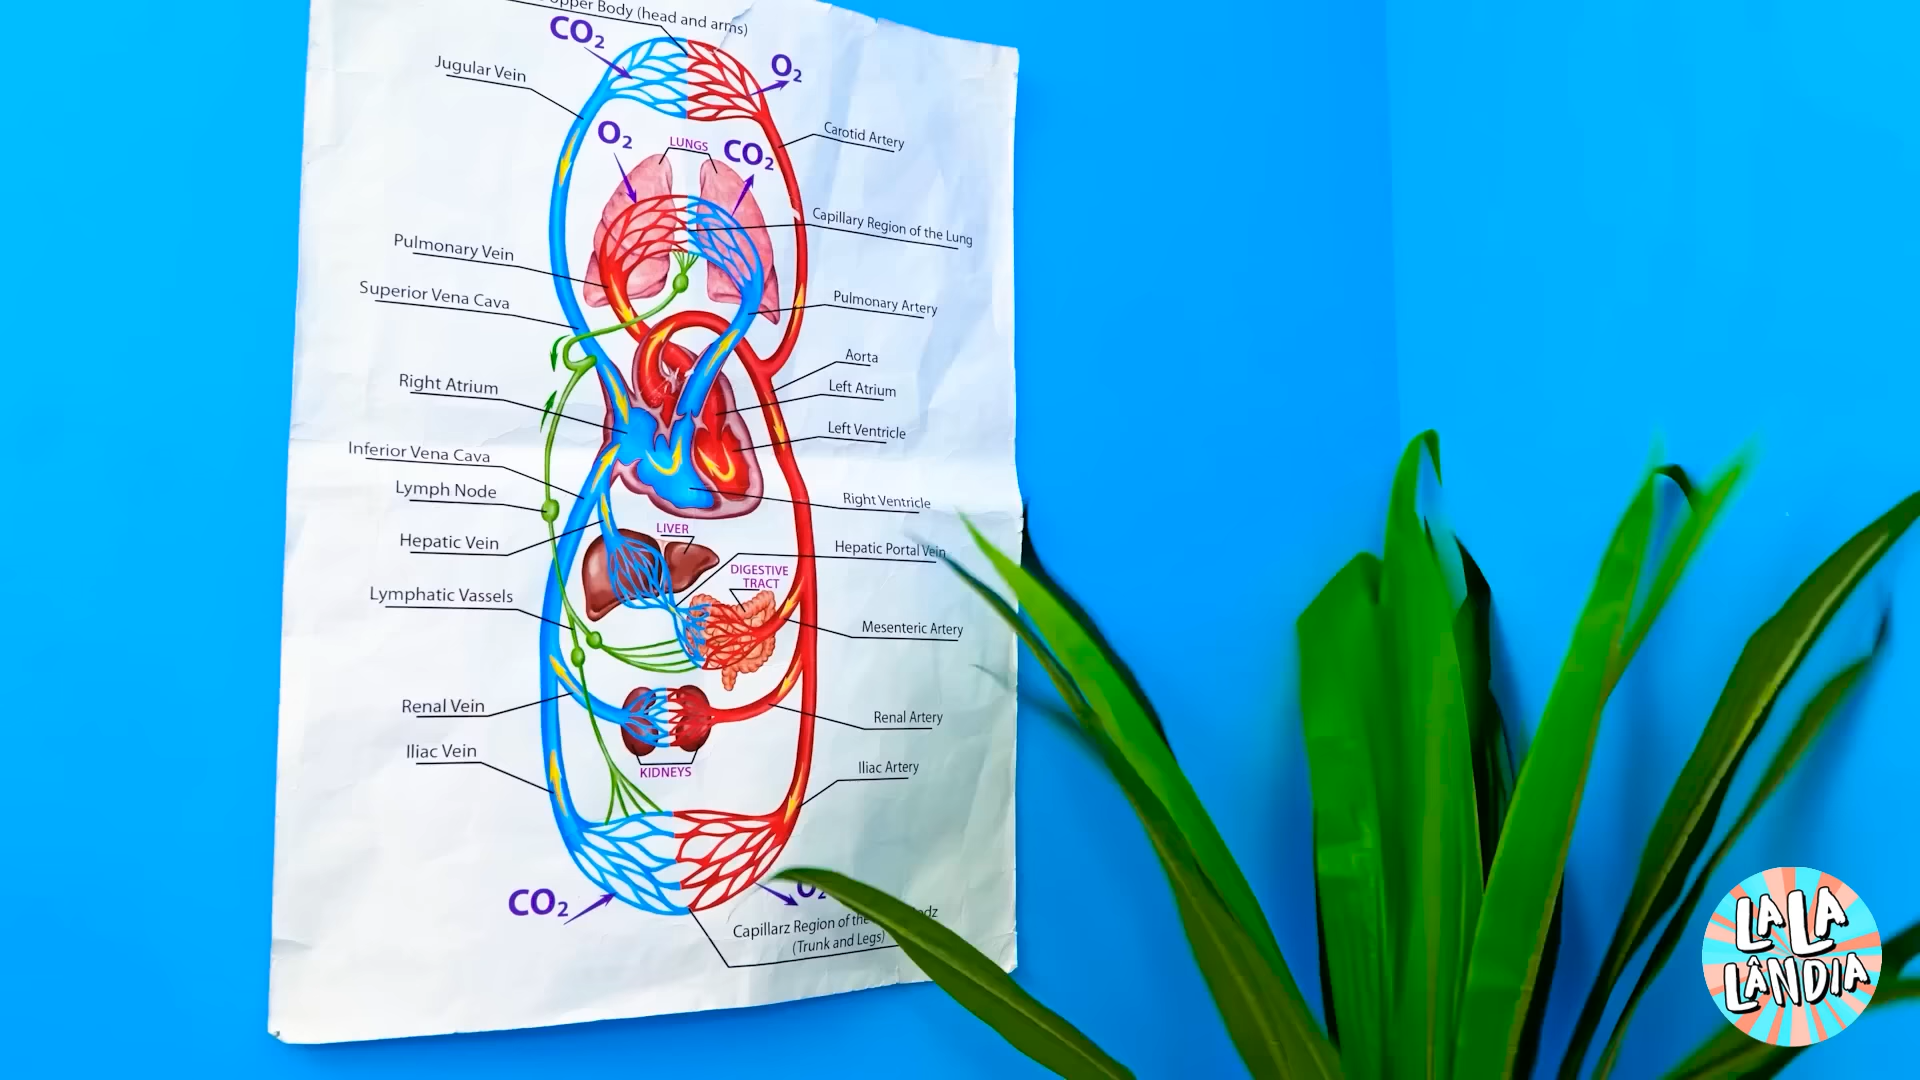 Upper Body (head and arms)
CO₂
O₂
Jugular Vein
Carotid Artery
O₂
LUNGS
CO₂
Capillary Region of the Lung
Pulmonary Vein
Superior Vena Cava
Pulmonary Artery
Aorta
Right Atrium
Left Atrium
Left Ventricle
Inferior Vena Cava
Lymph Node
Right Ventricle
LIVER
Hepatic Vein
Hepatic Portal Vein
DIGESTIVE
TRACT
Lymphatic Vassels
Mesenteric Artery
Renal Vein
Renal Artery
Iliac Vein
Iliac Artery
KIDNEYS
CO₂
O₂
Capillarz Region of the
(Trunk and Legs)
LALA
LÂNDIA